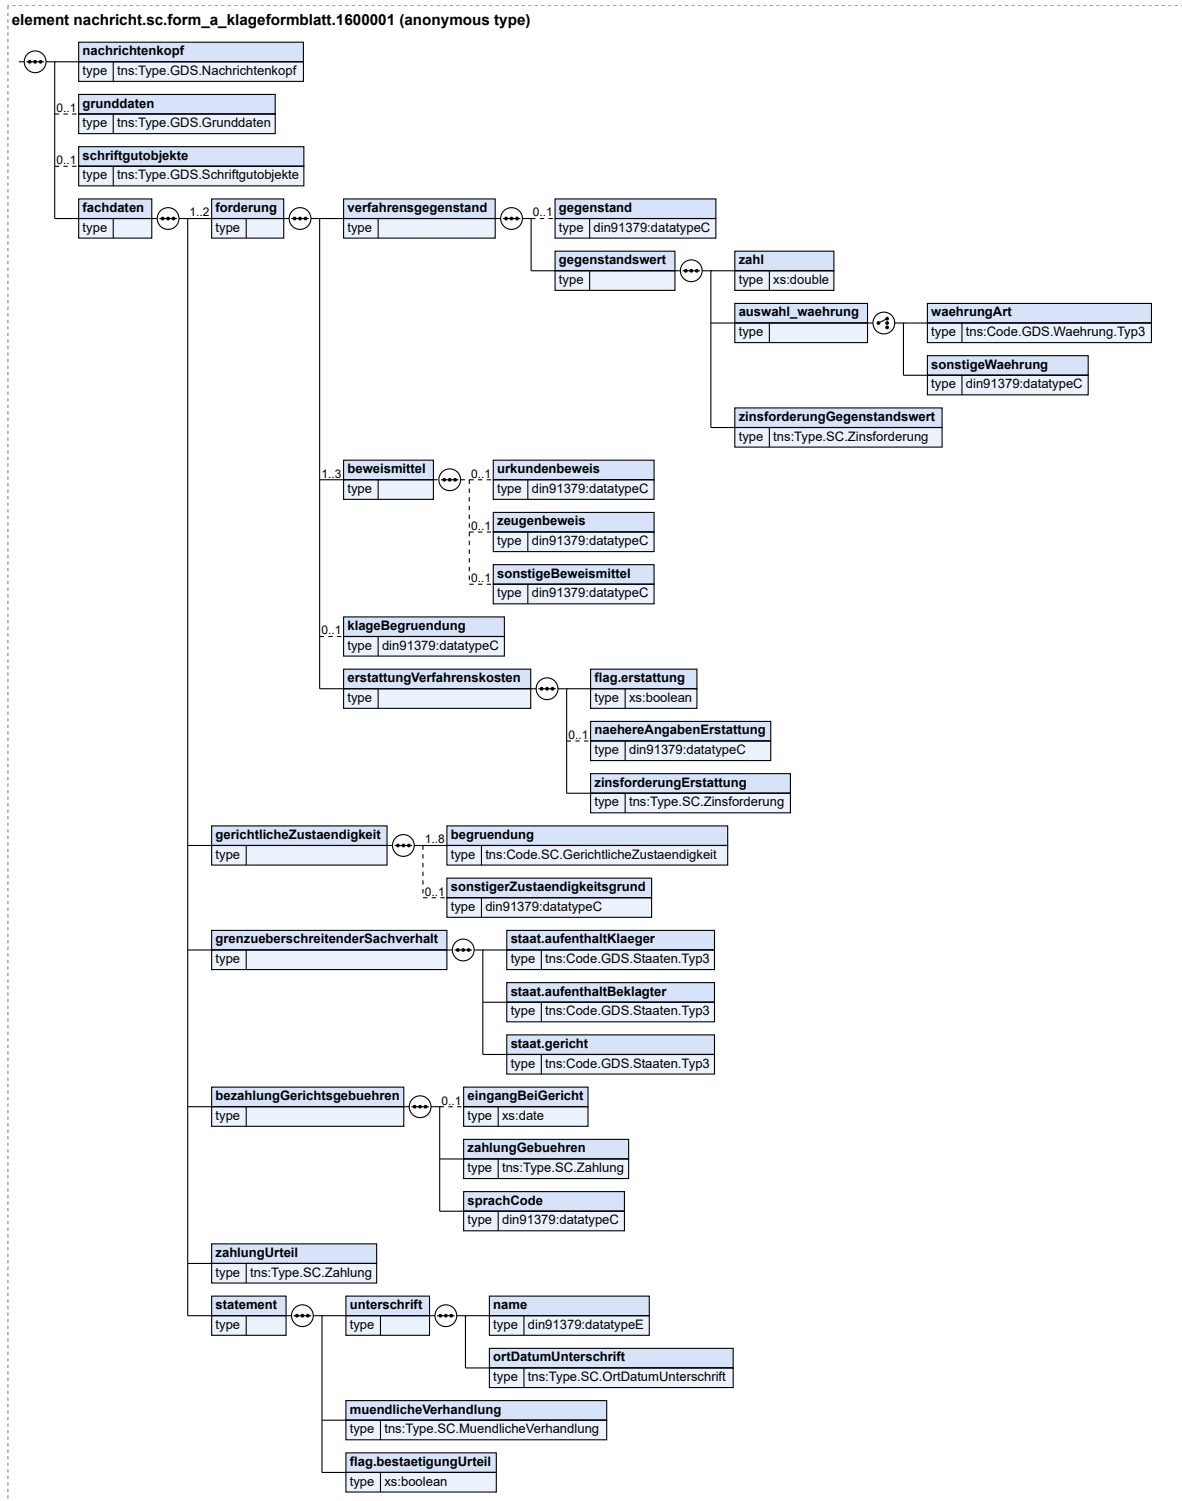 element nachricht.sc.form_a_klageformblatt.1600001 (anonymous type)
nachrichtenkopf
type tns:Type.GDS.Nachrichtenkopf
0..1 grunddaten
type tns:Type.GDS.Grunddaten
0..1 schriftgutobjekte
type tns:Type.GDS.Schriftgutobjekte
fachdaten 1..2 forderung verfahrensgegenstand 0..1 gegenstand
type type type type din91379:datatypeC
gegenstandswert zahl
type type xs:double
auswahl_waehrung waehrungArt
type type tns:Code.GDS.Waehrung.Typ3
sonstigeWaehrung
type din91379:datatypeC
zinsforderungGegenstandswert
type tns:Type.SC.Zinsforderung
1..3 beweismittel 0..1 urkundenbeweis
type type din91379:datatypeC
0..1 zeugenbeweis
type din91379:datatypeC
0..1 sonstigeBeweismittel
type din91379:datatypeC
0..1 klageBegruendung
type din91379:datatypeC
erstattungVerfahrenskosten flag.erstattung
type type xs:boolean
0..1 naehereAngabenErstattung
type din91379:datatypeC
zinsforderungErstattung
type tns:Type.SC.Zinsforderung
gerichtlicheZustaendigkeit 1..8 begruendung
type type tns:Code.SC.GerichtlicheZustaendigkeit
0..1 sonstigerZustaendigkeitsgrund
type din91379:datatypeC
grenzueberschreitenderSachverhalt staat.aufenthaltKlaeger
type type tns:Code.GDS.Staaten.Typ3
staat.aufenthaltBeklagter
type tns:Code.GDS.Staaten.Typ3
staat.gericht
type tns:Code.GDS.Staaten.Typ3
bezahlungGerichtsgebuehren 0..1 eingangBeiGericht
type type xs:date
zahlungGebuehren
type tns:Type.SC.Zahlung
sprachCode
type din91379:datatypeC
zahlungUrteil
type tns:Type.SC.Zahlung
statement unterschrift name
type type type din91379:datatypeE
ortDatumUnterschrift
type tns:Type.SC.OrtDatumUnterschrift
muendlicheVerhandlung
type tns:Type.SC.MuendlicheVerhandlung
flag.bestaetigungUrteil
type xs:boolean